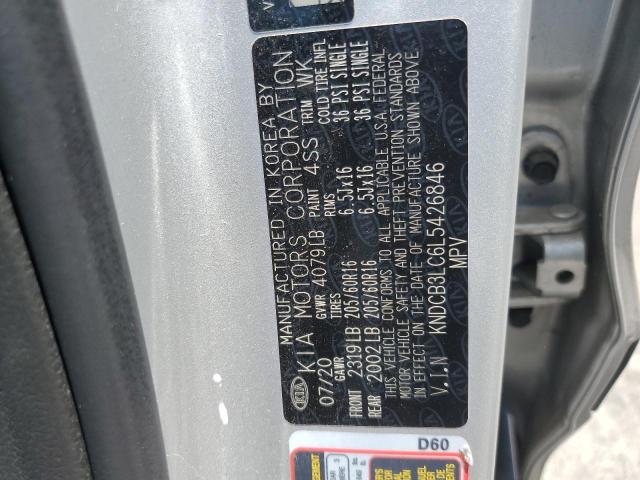 MANUFACTURED IN KOREA BY
KIA MOTORS CORPORATION
07/20 GVWR 4079LB PAINT 4SS TRIM WK
GAWR TIRES RIMS COLD TIRE INFL
FRONT 2319LB 205/60R16 6.5Jx16 36 PSI SINGLE
REAR 2002LB 205/60R16 6.5Jx16 36 PSI SINGLE
THIS VEHICLE CONFORMS TO ALL APPLICABLE U.S.A. FEDERAL
MOTOR VEHICLE SAFETY AND THEFT PREVENTION STANDARDS
IN EFFECT ON THE DATE OF MANUFACTURE SHOWN ABOVE.
V.I.N KNDCB3LC6L5426846
MPV
D60